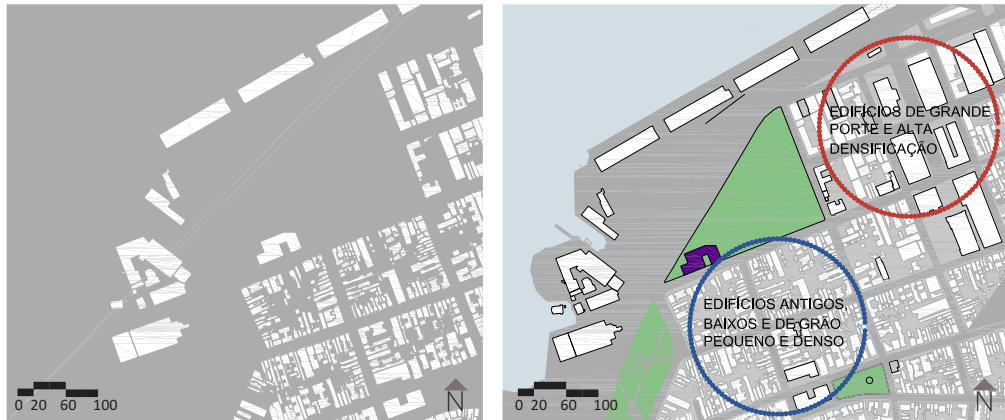 0 20 60 100
N
EDIFÍCIOS DE GRANDE
PORTE E ALTA
DENSIFICAÇÃO
EDIFÍCIOS ANTIGOS,
BAIXOS E DE GRÃO
PEQUENO E DENSO
0 20 60 100
N